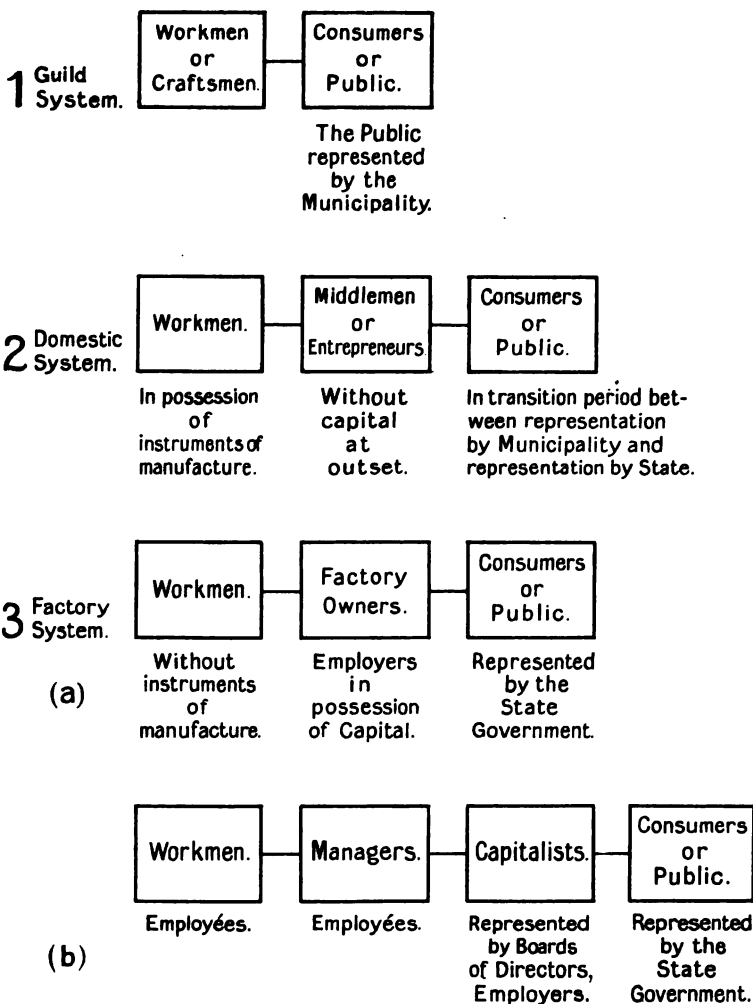 1 Guild
System.
Workmen
or
Craftsmen.
Consumers
or
Public.
The Public
represented
by the
Municipality.
2 Domestic
System.
Workmen.
In possession
of
instruments of
manufacture.
Middlemen
or
Entrepreneurs.
Without
capital
at
outset.
Consumers
or
Public.
In transition period bet-
ween representation
by Municipality and
representation by State.
3 Factory
System.
(a)
Workmen.
Without
instruments
of
manufacture.
Factory
Owners.
Employers
in
possession
of Capital.
Consumers
or
Public.
Represented
by the
State
Government.
(b)
Workmen.
Employées.
Managers.
Employées.
Capitalists.
Represented
by Boards
of Directors,
Employers.
Consumers
or
Public.
Represented
by the
State
Government.